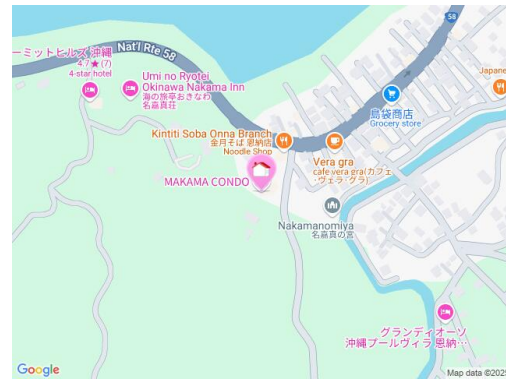 58
ーミットヒルズ 沖縄
4.7★(7)
4-star hotel
Nat'l Rte 58
Umi no Ryotei
Okinawa Nakama Inn
海の旅亭おきなわ
名嘉真荘
Japane
島袋商店
Grocery store
Kintiti Soba Onna Branch
金月そば 恩納店
Noodle Shop
Vera gra
cafe vera gra(カフェ
ヴェラ･グラ)
MAKAMA CONDO
Nakamanomiya
名嘉真の宮
グランディオーソ
沖縄プールヴィラ 恩納…
Google
Map data ©202